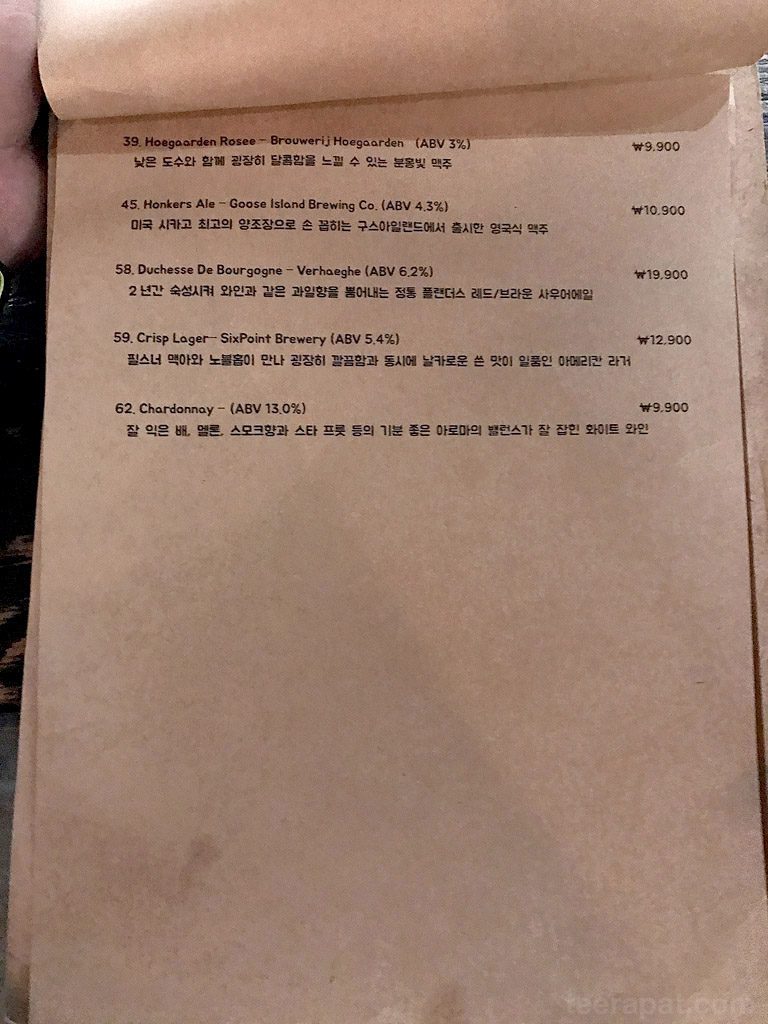 39. Hoegaarden Rosee - Brouwerij Hoegaarden (ABV 3%) ₩9,900
낮은 도수와 함께 굉장히 달콤함을 느낄 수 있는 분홍빛 맥주
45. Honkers Ale - Goose Island Brewing Co. (ABV 4.3%) ₩10,900
미국 시카고 최고의 양조장으로 손 꼽히는 구스아일랜드에서 출시한 영국식 맥주
58. Duchesse De Bourgogne - Verhaeghe (ABV 6.2%) ₩19,900
2년간 숙성시켜 와인과 같은 과일향을 뿜어내는 정통 플랜더스 레드/브라운 사우어에일
59. Crisp Lager- SixPoint Brewery (ABV 5.4%) ₩12,900
필스너 맥아와 노블홉이 만나 굉장히 깔끔함과 동시에 날카로운 쓴 맛이 일품인 아메리칸 라거
62. Chardonnay - (ABV 13.0%) ₩9,900
잘 익은 배, 멜론, 스모크향과 스타 프룻 등의 기분 좋은 아로마의 밸런스가 잘 잡힌 화이트 와인
teerapat.com